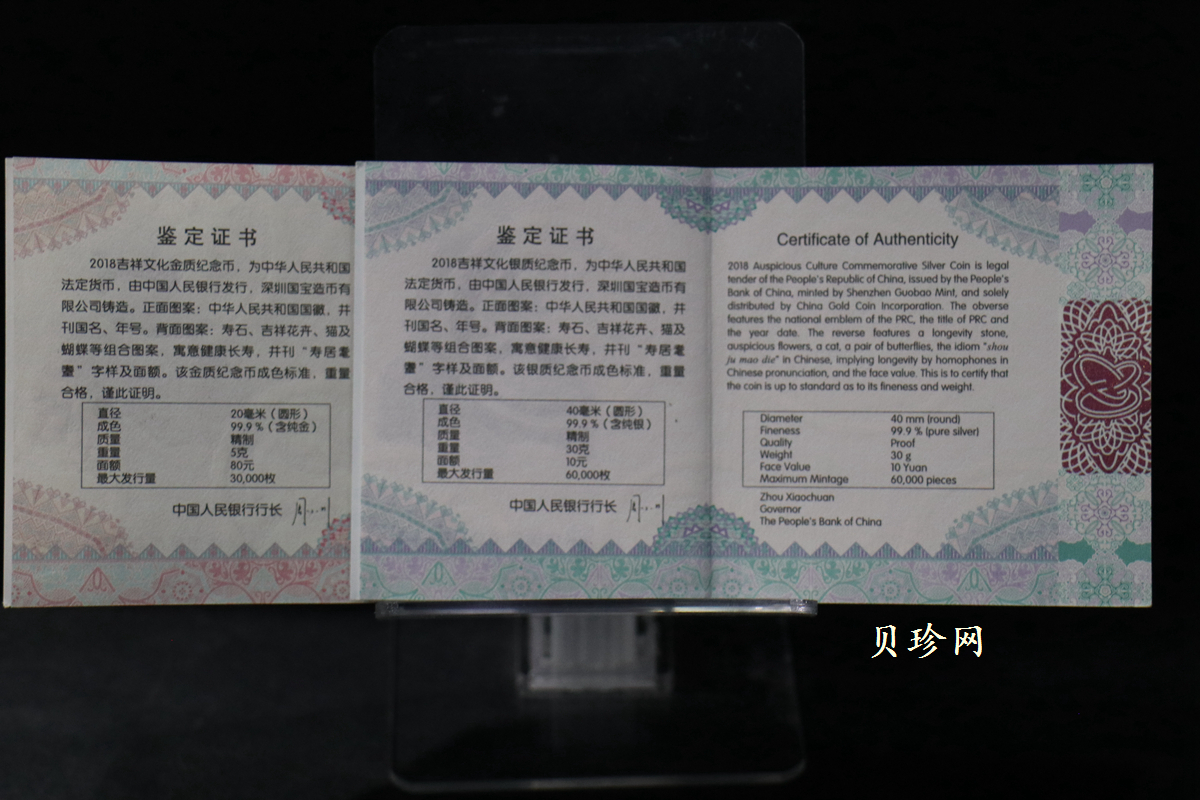 鉴定证书
2018吉祥文化金质纪念币，为中华人民共和国
法定货币，由中国人民银行发行，深圳国宝造币有
限公司铸造。正面图案：中华人民共和国国徽，并
刊国名、年号。背面图案：寿石、吉祥花卉、猫及
蝴蝶等组合图案，寓意健康长寿，并刊“寿居耄
耋”字样及面额。该金质纪念币成色标准，重量
合格，谨此证明。
直径 20毫米（圆形）
成色 99.9％（含纯金）
质量 精制
重量 5克
面额 80元
最大发行量 30,000枚
中国人民银行行长
鉴定证书
2018吉祥文化银质纪念币，为中华人民共和国
法定货币，由中国人民银行发行，深圳国宝造币有
限公司铸造。正面图案：中华人民共和国国徽，并
刊国名、年号。背面图案：寿石、吉祥花卉、猫及
蝴蝶等组合图案，寓意健康长寿，并刊“寿居耄
耋”字样及面额。该银质纪念币成色标准，重量
合格，谨此证明。
直径 40毫米（圆形）
成色 99.9％（含纯银）
质量 精制
重量 30克
面额 10元
最大发行量 60,000枚
中国人民银行行长
Certificate of Authenticity
2018 Auspicious Culture Commemorative Silver Coin is legal
tender of the People's Republic of China, issued by the People's
Bank of China, minted by Shenzhen Guobao Mint, and solely
distributed by China Gold Coin Incorporation. The obverse
features the national emblem of the PRC, the title of PRC and
the year date. The reverse features a longevity stone,
auspicious flowers, a cat, a pair of butterflies, the idiom "shou
ju mao die" in Chinese, implying longevity by homophones in
Chinese pronunciation, and the face value. This is to certify that
the coin is up to standard as to its fineness and weight.
Diameter 40 mm (round)
Fineness 99.9 % (pure silver)
Quality Proof
Weight 30 g
Face Value 10 Yuan
Maximum Mintage 60,000 pieces
Zhou Xiaochuan
Governor
The People's Bank of China
贝珍网